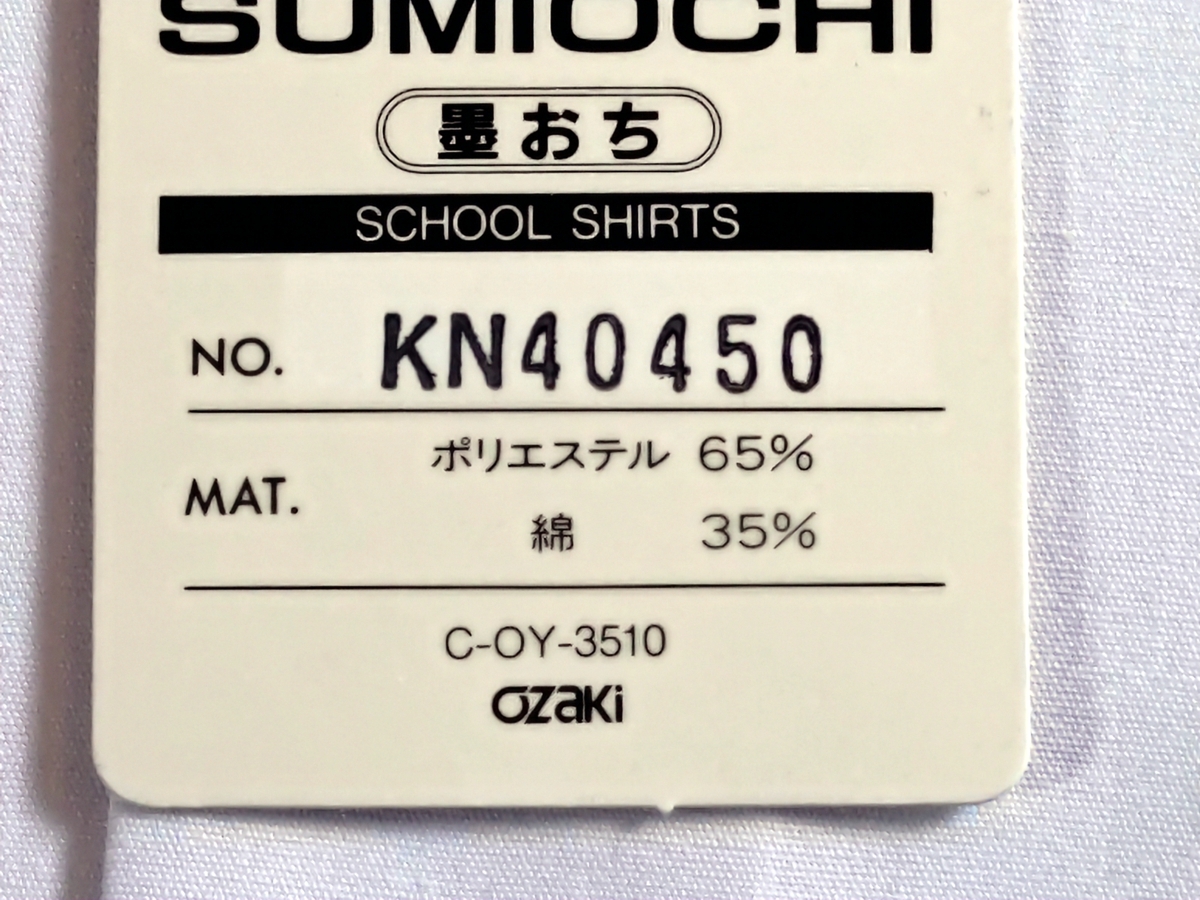 SUMIOCHI
墨おち
SCHOOL SHIRTS
NO. KN40450
MAT. ポリエステル 65%
綿 35%
C-OY-3510
OZAKI